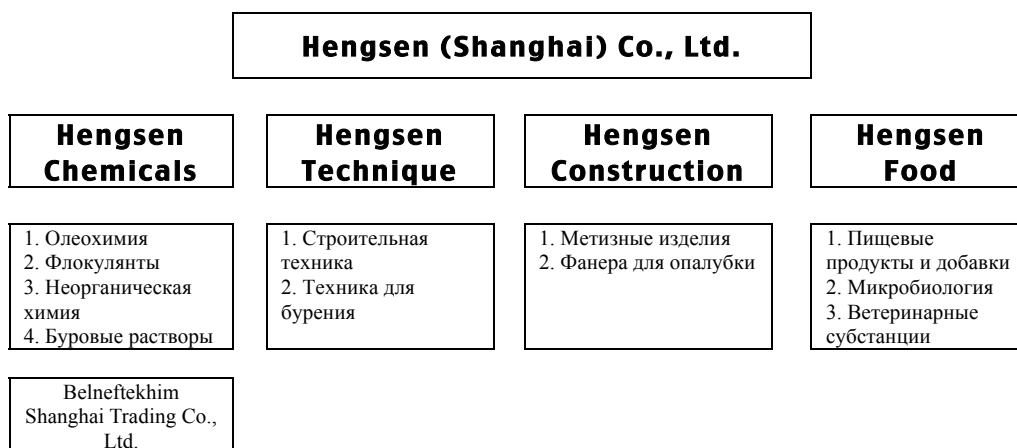 Hengsen (Shanghai) Co., Ltd.
Hengsen
Chemicals
Hengsen
Technique
Hengsen
Construction
Hengsen
Food
1. Олеохимия
2. Флокулянты
3. Неорганическая
химия
4. Буровые растворы
1. Строительная
техника
2. Техника для
бурения
1. Метизные изделия
2. Фанера для опалубки
1. Пищевые
продукты и добавки
2. Микробиология
3. Ветеринарные
субстанции
Belneftekhim
Shanghai Trading Co.,
Ltd.